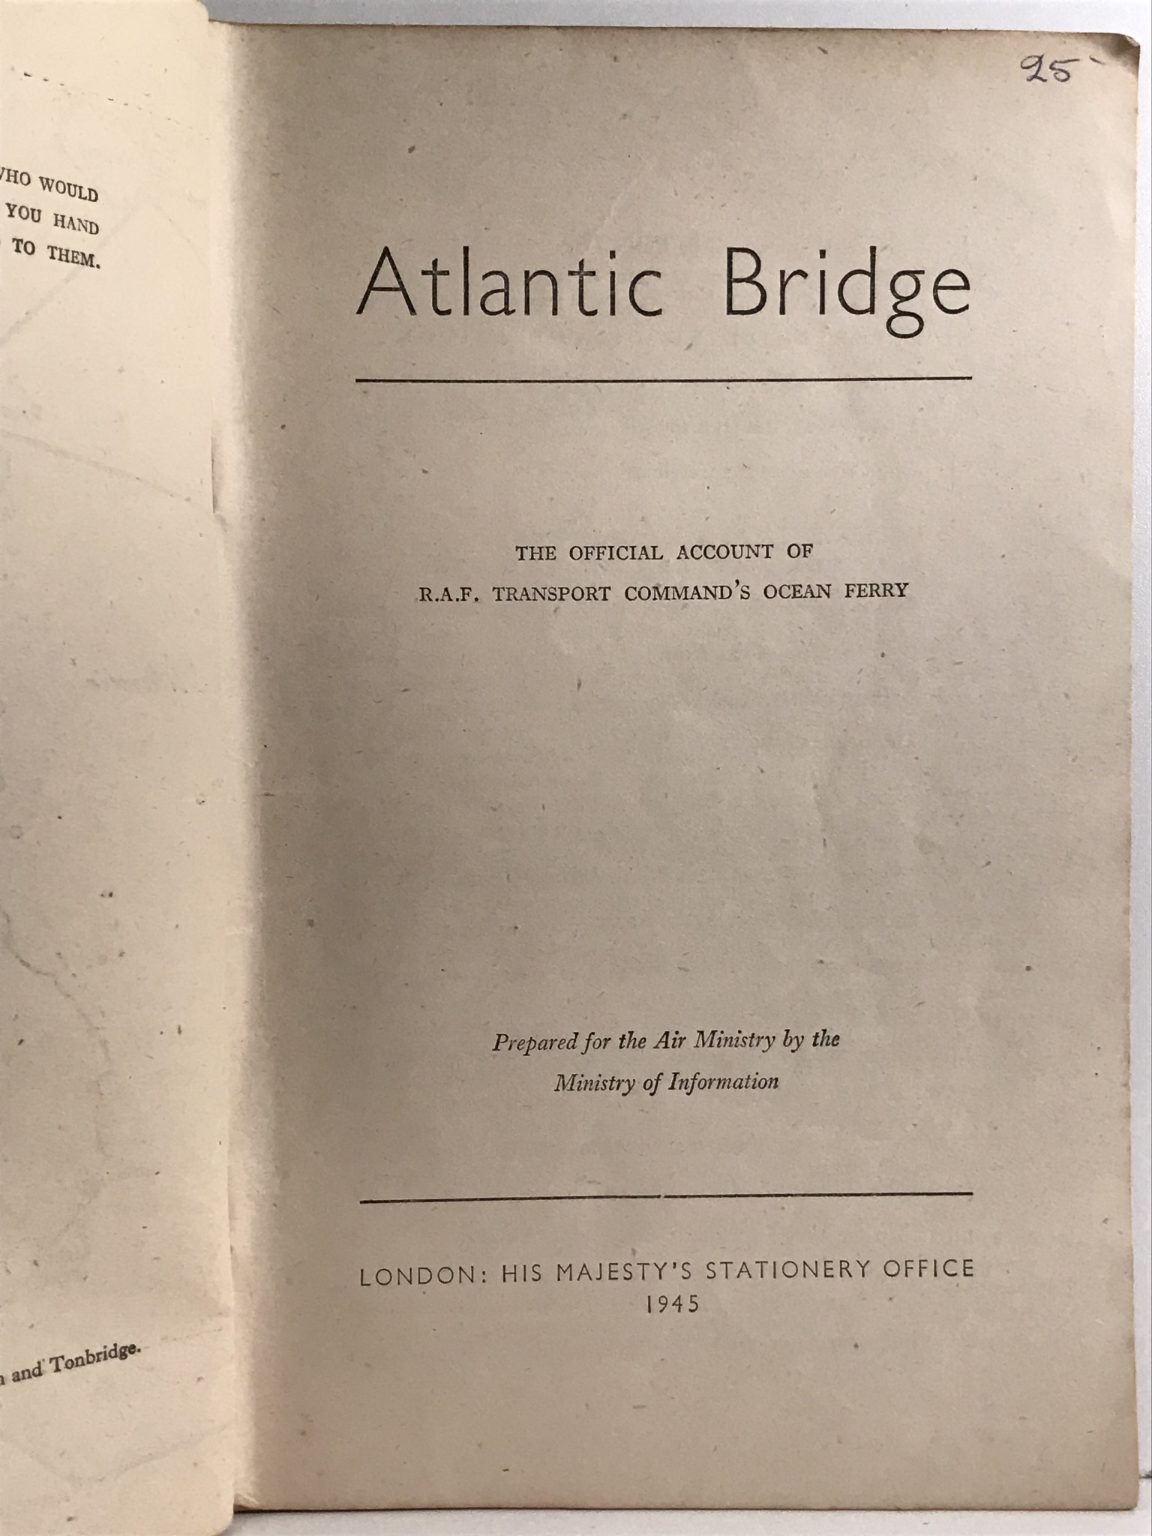 WHO WOULD
YOU HAND
TO THEM.
and Tonbridge.
25
Atlantic Bridge
THE OFFICIAL ACCOUNT OF
R.A.F. TRANSPORT COMMAND'S OCEAN FERRY
Prepared for the Air Ministry by the
Ministry of Information
LONDON: HIS MAJESTY'S STATIONERY OFFICE
1945